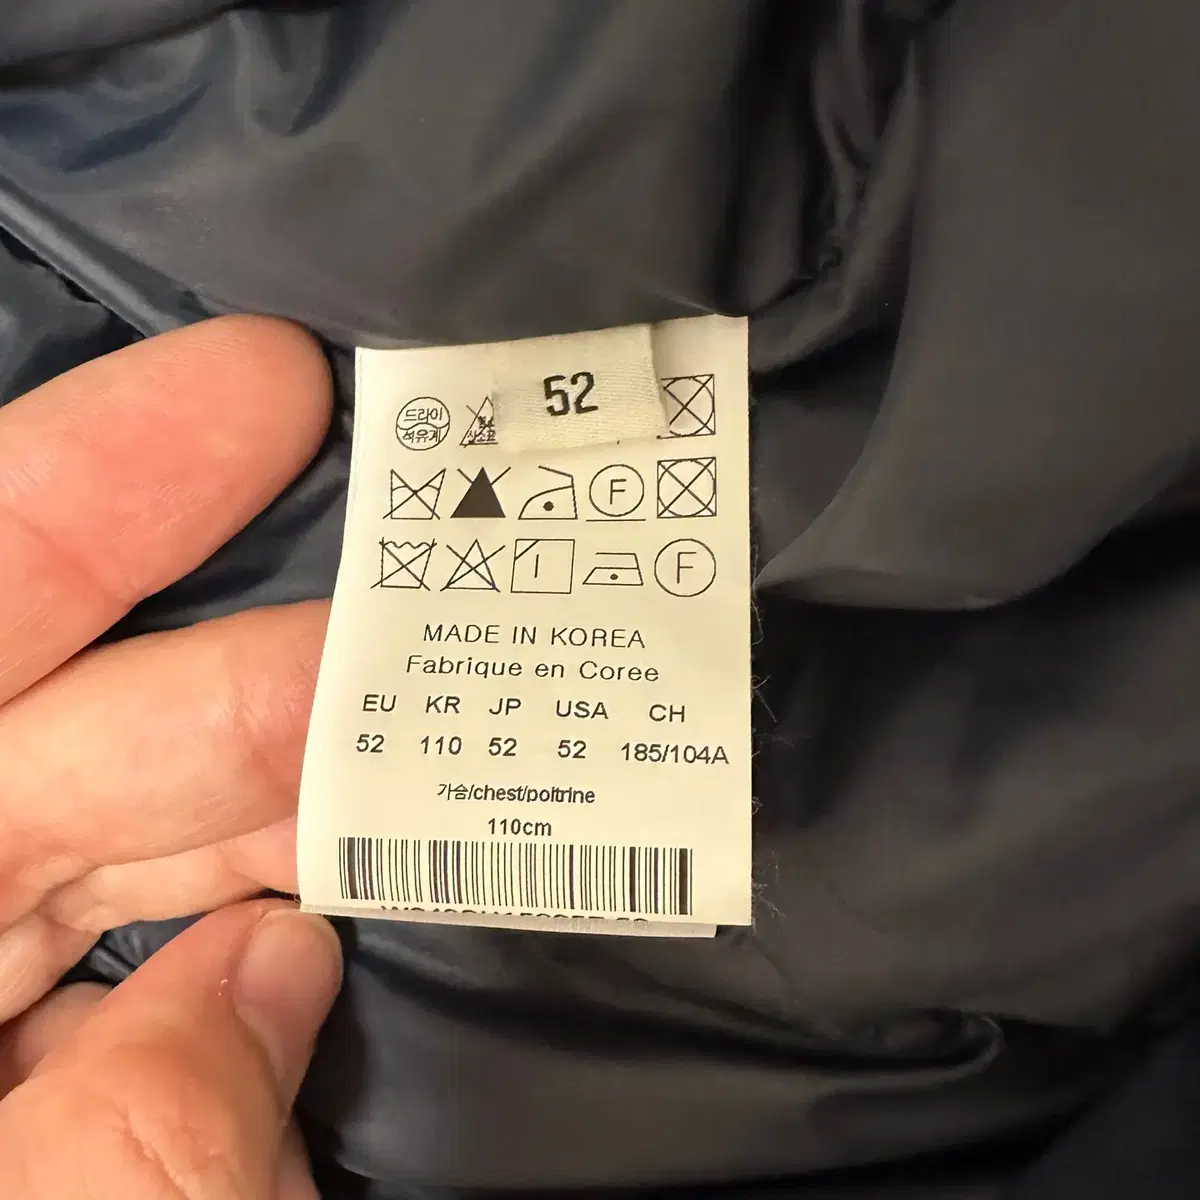 52
드라이
석유계
F
F
MADE IN KOREA
Fabrique en Coree
EU KR JP USA CH
52 110 52 52 185/104A
가슴/chest/poitrine
110cm